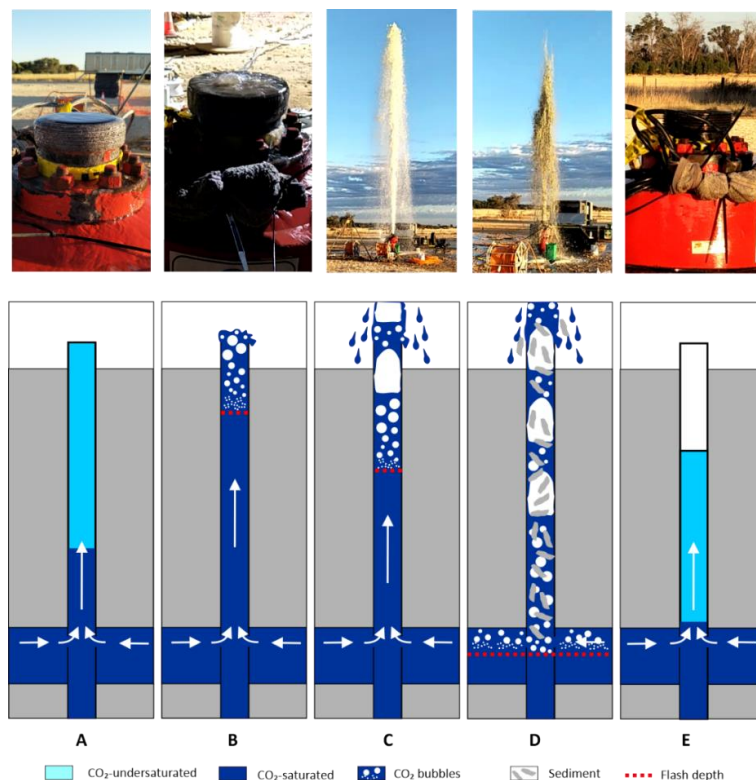 A B C D E
CO₂-undersaturated CO₂-saturated CO₂ bubbles Sediment Flash depth